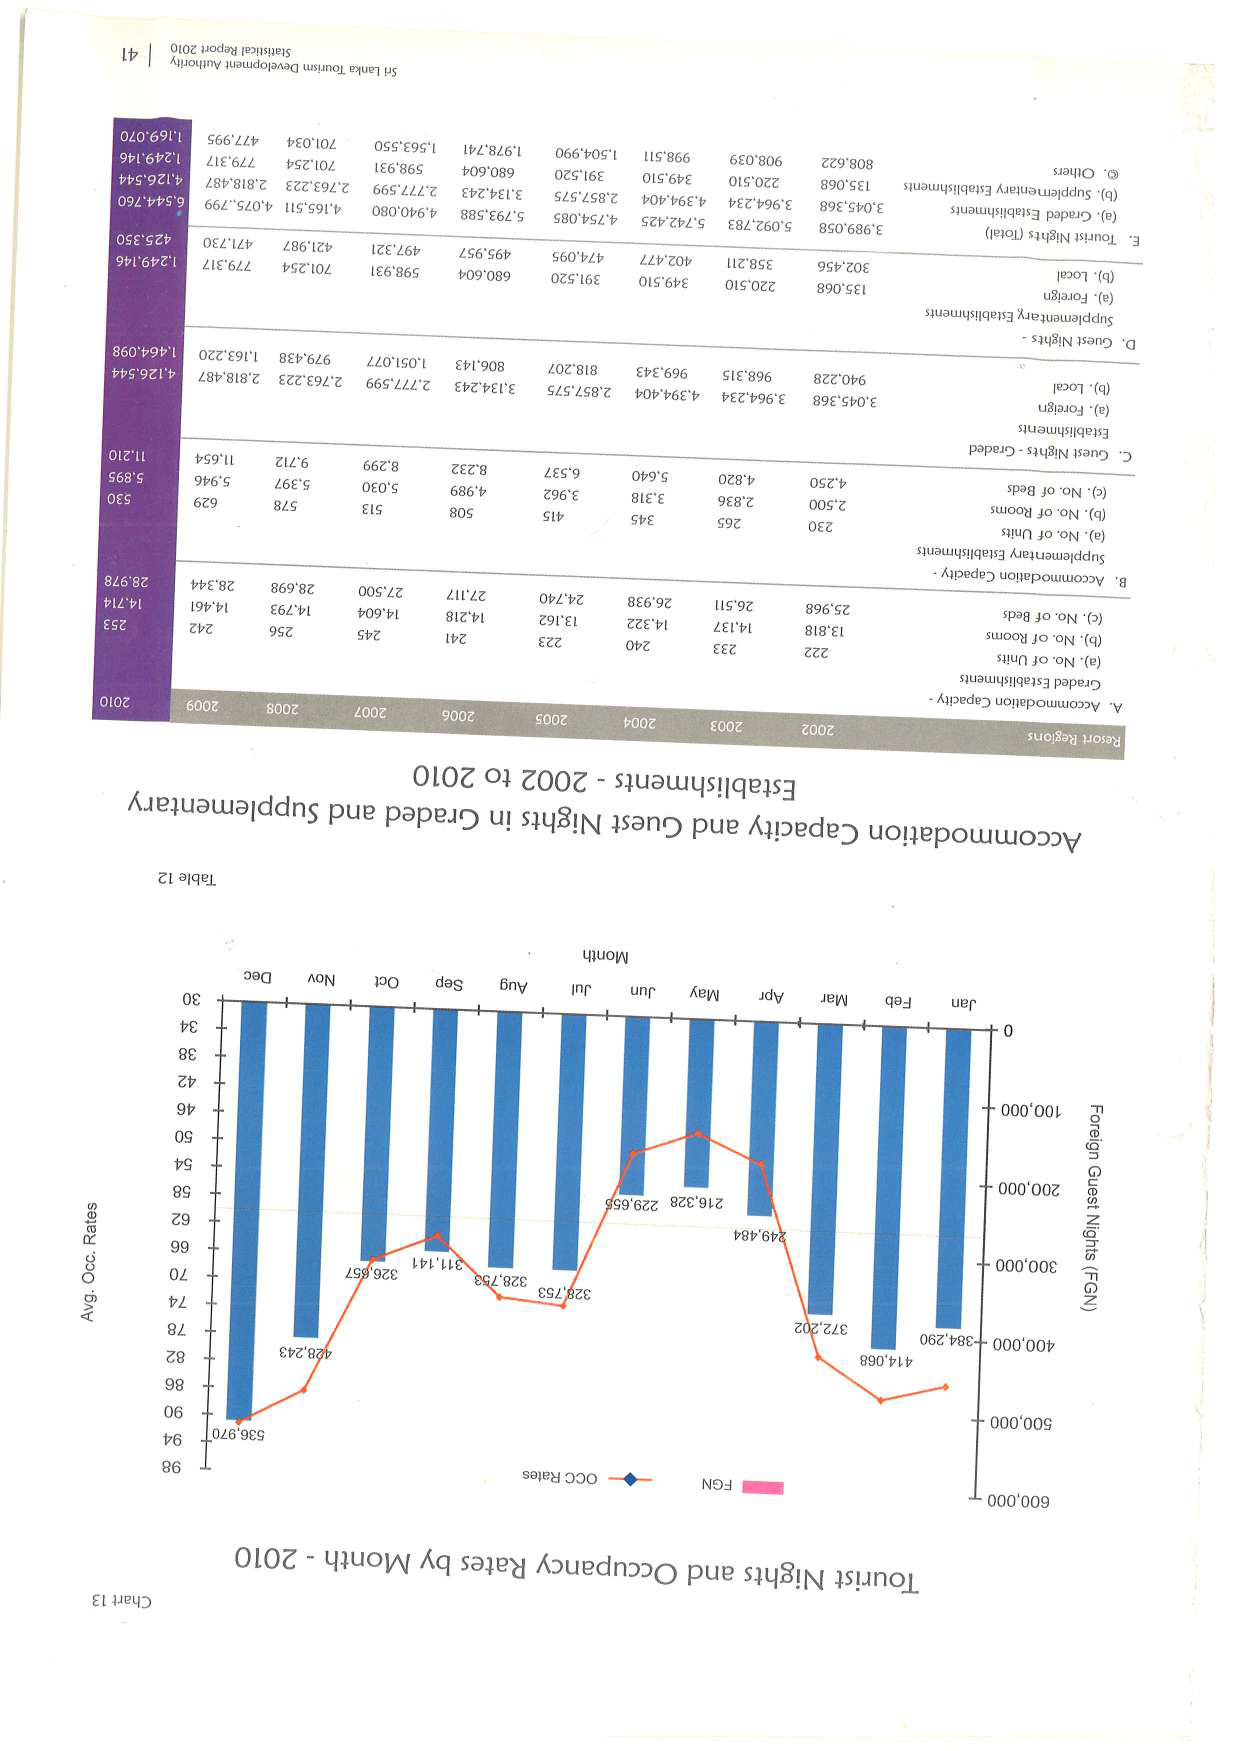 Chart 13
Tourist Nights and Occupancy Rates by Month - 2010
FGN
OCC Rates
600,000
500,000
400,000
300,000
200,000
100,000
0
Foreign Guest Nights (FGN)
384,290
414,068
372,202
249,484
216,328
229,655
328,753
328,753
311,141
326,657
428,243
536,970
98
94
90
86
82
78
74
70
66
62
58
54
50
46
42
38
34
30
Avg. Occ. Rates
Jan Feb Mar Apr May Jun Jul Aug Sep Oct Nov Dec
Month
Table 12
Accommodation Capacity and Guest Nights in Graded and Supplementary
Establishments - 2002 to 2010
Resort Regions 2002 2003 2004 2005 2006 2007 2008 2009 2010
A. Accommodation Capacity -
Graded Establishments
(a). No. of Units 222 233 240 223 241 245 256 242 253
(b). No. of Rooms 13,818 14,137 14,322 13,162 14,218 14,604 14,793 14,461 14,714
(c). No. of Beds 25,968 26,511 26,938 24,740 27,117 27,500 28,698 28,344 28,978
B. Accommodation Capacity -
Supplementary Establishments
(a). No. of Units 230 265 345 415 508 513 578 629 530
(b). No. of Rooms 2,500 2,836 3,318 3,962 4,989 5,030 5,397 5,946 5,895
(c). No. of Beds 4,250 4,820 5,640 6,537 8,232 8,299 9,712 11,654 11,210
C. Guest Nights - Graded
Establishments
(a). Foreign 3,045,368 3,964,234 4,394,404 2,857,575 3,134,243 2,777,599 2,763,223 2,818,487 4,126,544
(b). Local 940,228 968,315 969,343 818,207 806,143 1,051,077 979,438 1,163,220 1,464,098
D. Guest Nights -
Supplementary Establishments
(a). Foreign 135,068 220,510 349,510 391,520 680,604 598,931 701,254 779,317 1,249,146
(b). Local 302,456 358,211 402,477 474,095 495,957 497,321 421,987 471,730 425,350
E. Tourist Nights (Total) 3,989,058 5,092,783 5,742,425 4,754,085 5,793,588 4,940,080 4,165,511 4,075,.799 6,544,760
(a). Graded Establishments 3,045,368 3,964,234 4,394,404 2,857,575 3,134,243 2,777,599 2,763,223 2,818,487 4,126,544
(b). Supplementary Establishments 135,068 220,510 349,510 391,520 680,604 598,931 701,254 779,317 1,249,146
©. Others 808,622 908,039 998,511 1,504,990 1,978,741 1,563,550 701,034 477,995 1,169,070
Sri Lanka Tourism Development Authority
Statistical Report 2010 | 41